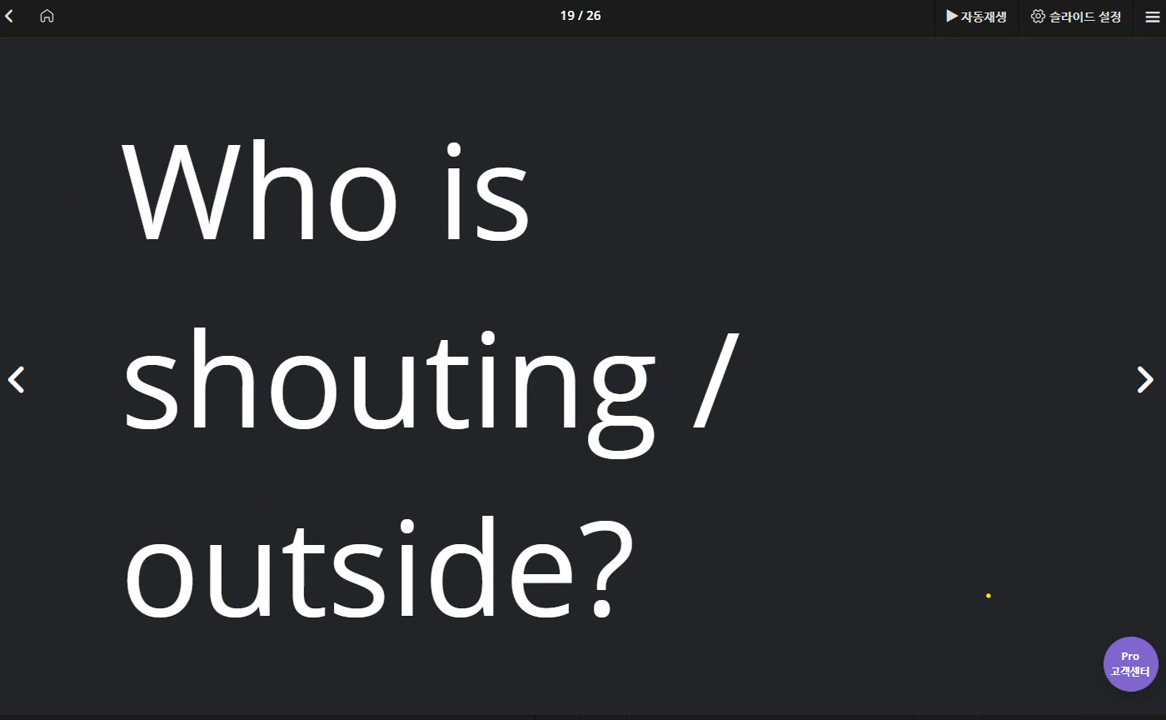 19 / 26
▶ 자동재생
슬라이드 설정
Who is
shouting /
outside?
Pro
고객센터